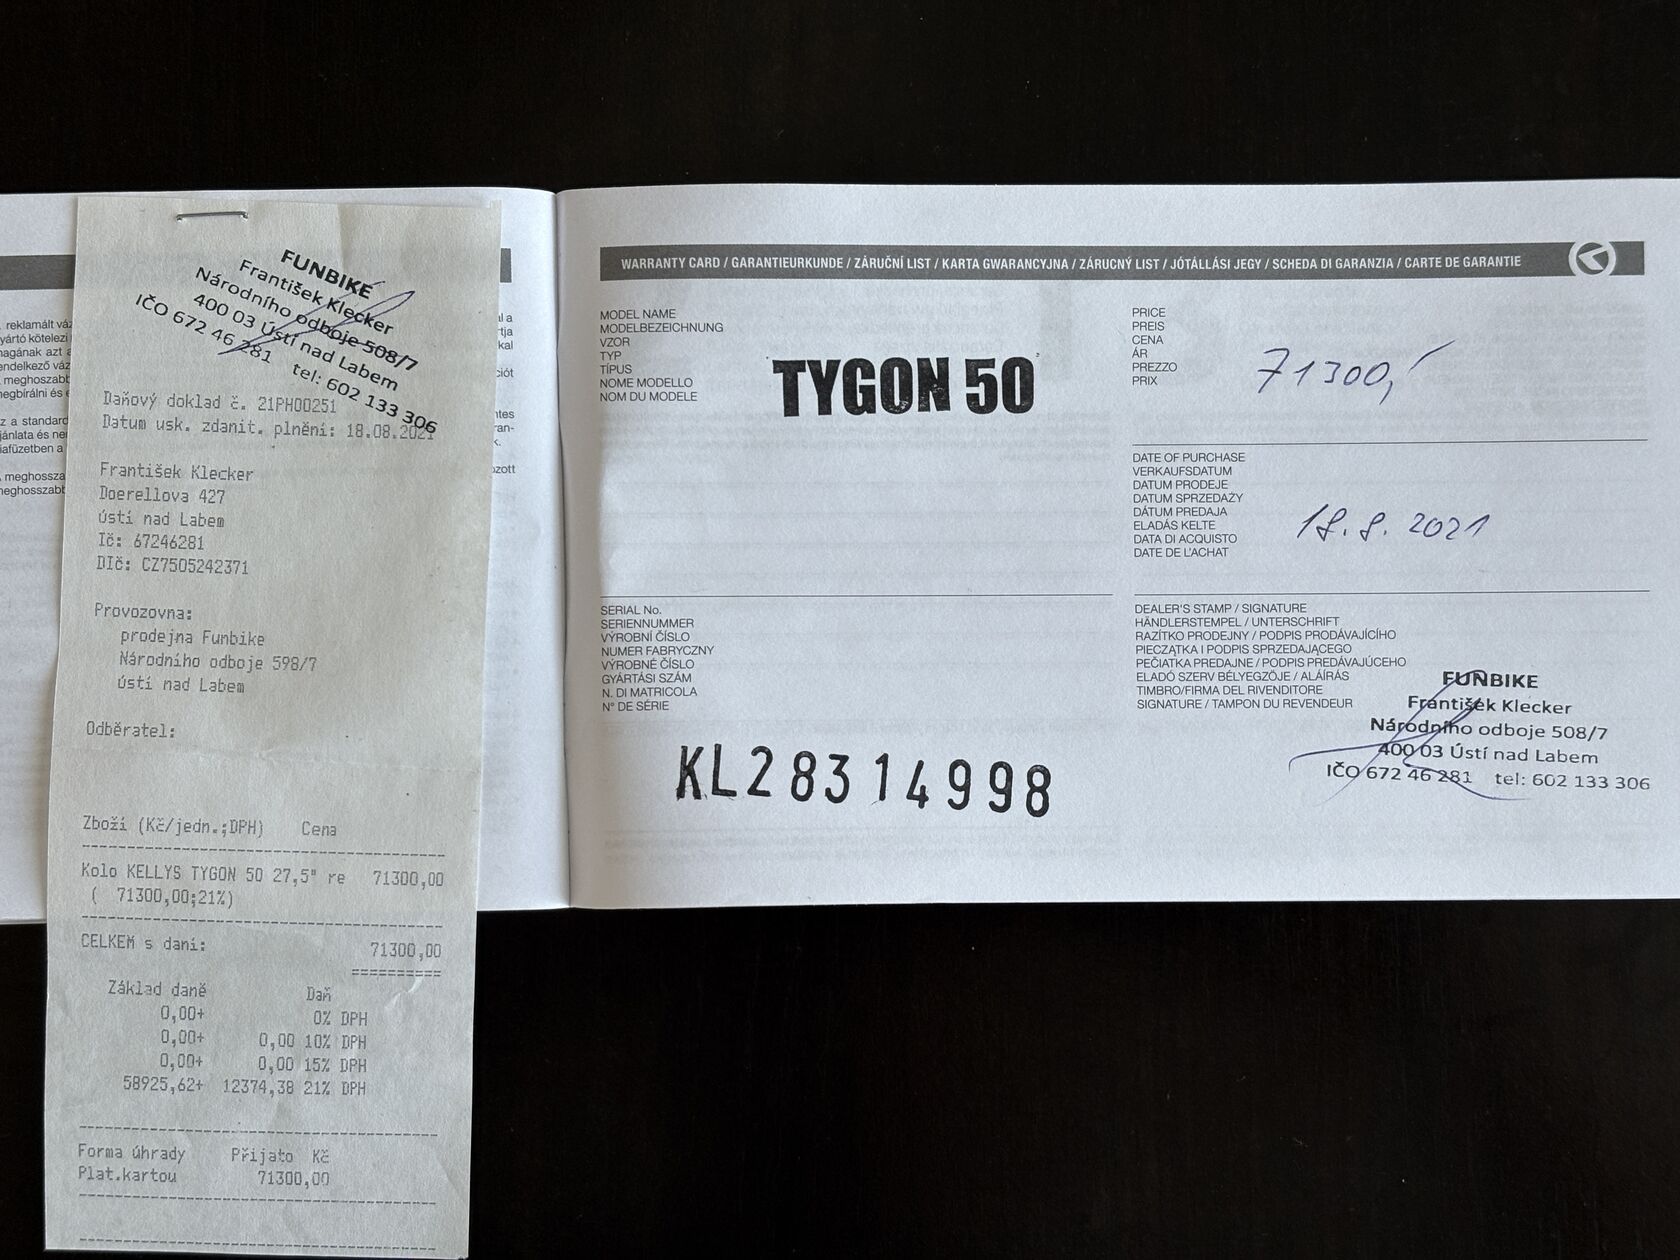 reklamált
kötelezi
magának azt
rendelkező
meghosszabb
z a standard
meghossza
meghosszabb
FUNBIKE
František Klecker
Národního odboje 508/7
400 03 Ústí nad Labem
IČO 672 46 281 tel: 602 133 306
Daňový doklad č. 21PH00251
Datum usk. zdanit. plnění: 18.08.2021
František Klecker
Doerellova 427
ústí nad Labem
Ič: 67246281
DIč: CZ7505242371
Provozovna:
prodejna Funbike
Národního odboje 598/7
ústí nad Labem
Odběratel:
Zboží (Kč/jedn.;DPH) Cena
Kolo KELLYS TYGON 50 27,5" re 71300,00
( 71300,00;21%)
CELKEM s daní: 71300,00
==========
Základ daně Daň
0,00+ 0% DPH
0,00+ 0,00 10% DPH
0,00+ 0,00 15% DPH
58925,62+ 12374,38 21% DPH
Forma úhrady Přijato Kč
Plat.kartou 71300,00
WARRANTY CARD / GARANTIEURKUNDE / ZÁRUČNÍ LIST / KARTA GWARANCYJNA / ZÁRUCNÝ LIST / JÓTÁLLÁSI JEGY / SCHEDA DI GARANZIA / CARTE DE GARANTIE
MODEL NAME
MODELBEZEICHNUNG
VZOR
TYP
TÍPUS
NOME MODELLO
NOM DU MODELE
TYGON 50
PRICE
PREIS
CENA
ÁR
PREZZO
PRIX
71300,-
DATE OF PURCHASE
VERKAUFSDATUM
DATUM PRODEJE
DATUM SPRZEDAŻY
DÁTUM PREDAJA
ELADÁS KELTE
DATA DI ACQUISTO
DATE DE L'ACHAT
18.8.2021
SERIAL No.
SERIENNUMMER
VÝROBNÍ ČÍSLO
NUMER FABRYCZNY
VÝROBNÉ ČÍSLO
GYÁRTÁSI SZÁM
N. DI MATRICOLA
N° DE SÉRIE
KL28314998
DEALER'S STAMP / SIGNATURE
HÄNDLERSTEMPEL / UNTERSCHRIFT
RAZÍTKO PRODEJNY / PODPIS PRODÁVAJÍCÍHO
PIECZĄTKA I PODPIS SPRZEDAJĄCEGO
PEČIATKA PREDAJNE / PODPIS PREDÁVAJÚCEHO
ELADÓ SZERV BÉLYEGZŐJE / ALÁÍRÁS
TIMBRO/FIRMA DEL RIVENDITORE
SIGNATURE / TAMPON DU REVENDEUR
FUNBIKE
František Klecker
Národního odboje 508/7
400 03 Ústí nad Labem
IČO 672 46 281 tel: 602 133 306